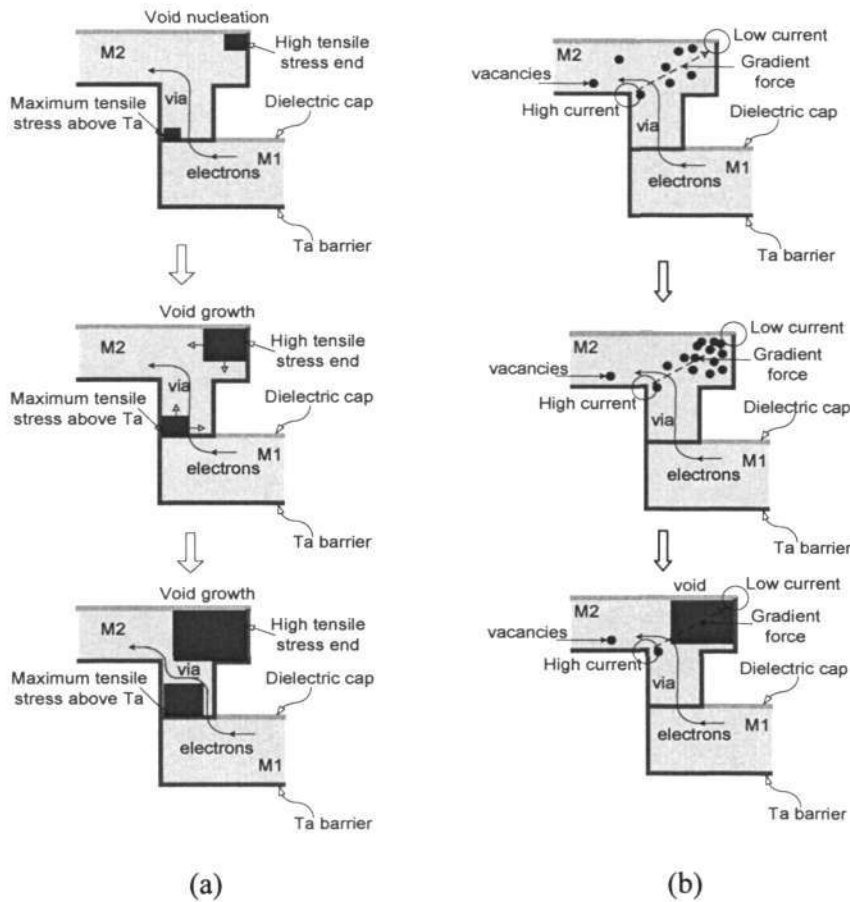 Void nucleation
High tensile
stress end
M2
via
Maximum tensile
stress above Ta
Dielectric cap
M1
electrons
Ta barrier
Void growth
M2
High tensile
stress end
via
Maximum tensile
stress above Ta
Dielectric cap
M1
electrons
Ta barrier
Void growth
M2
High tensile
stress end
via
Maximum tensile
stress above Ta
Dielectric cap
electrons
M1
Ta barrier
(a)
Low current
M2
Gradient
force
vacancies
High current
via
Dielectric cap
M1
electrons
Ta barrier
Low current
M2
Gradient
force
vacancies
High current
via
Dielectric cap
M1
electrons
Ta barrier
void
Low current
M2
Gradient
force
vacancies
High current
via
Dielectric cap
M1
electrons
Ta barrier
(b)